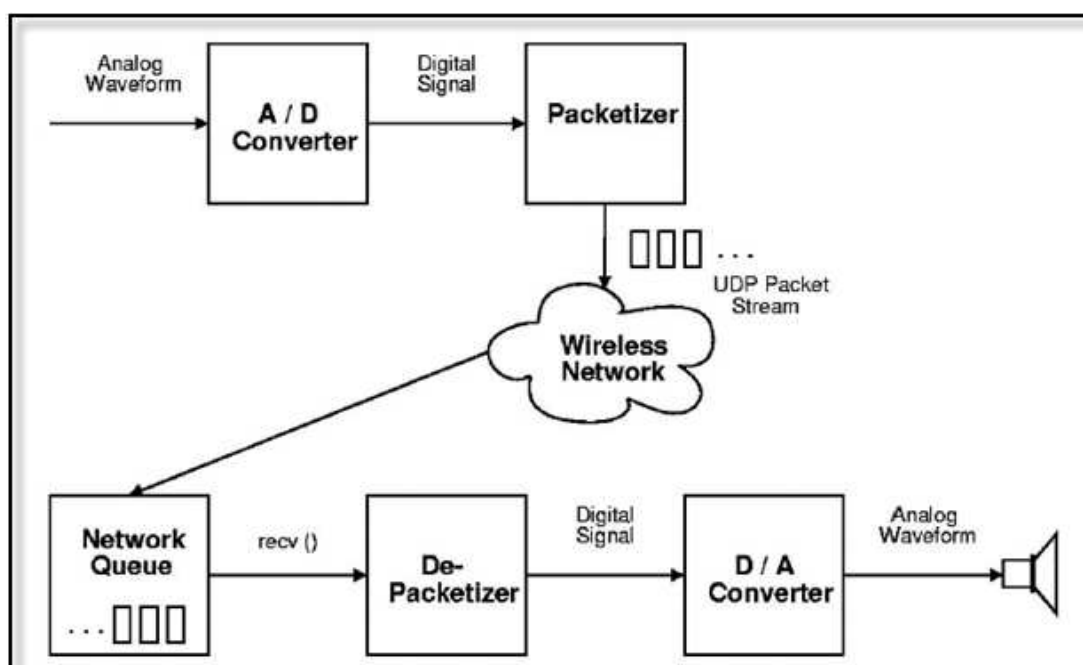 Analog
Waveform
A / D
Converter
Digital
Signal
Packetizer
. . .
UDP Packet
Stream
Wireless
Network
Network
Queue
. . .
recv ()
De-
Packetizer
Digital
Signal
D / A
Converter
Analog
Waveform